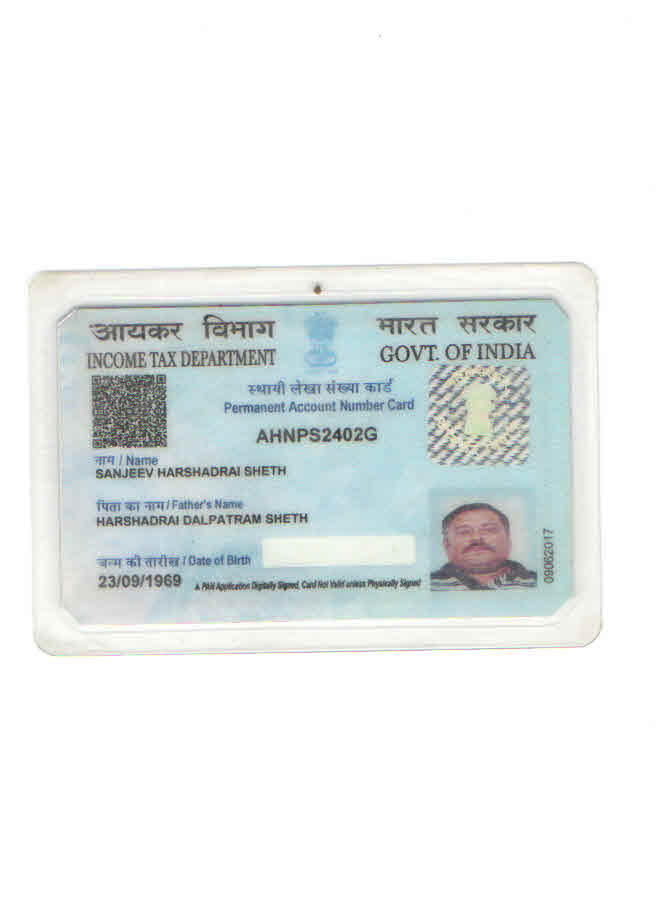 आयकर विभाग
भारत सरकार
INCOME TAX DEPARTMENT
GOVT. OF INDIA
स्थायी लेखा संख्या कार्ड
Permanent Account Number Card
AHNPS2402G
नाम / Name
SANJEEV HARSHADRAI SHETH
पिता का नाम / Father's Name
HARSHADRAI DALPATRAM SHETH
जन्म की तारीख / Date of Birth
23/09/1969
A PAN Application Digitally Signed, Card Not Valid unless Physically Signed
09062017